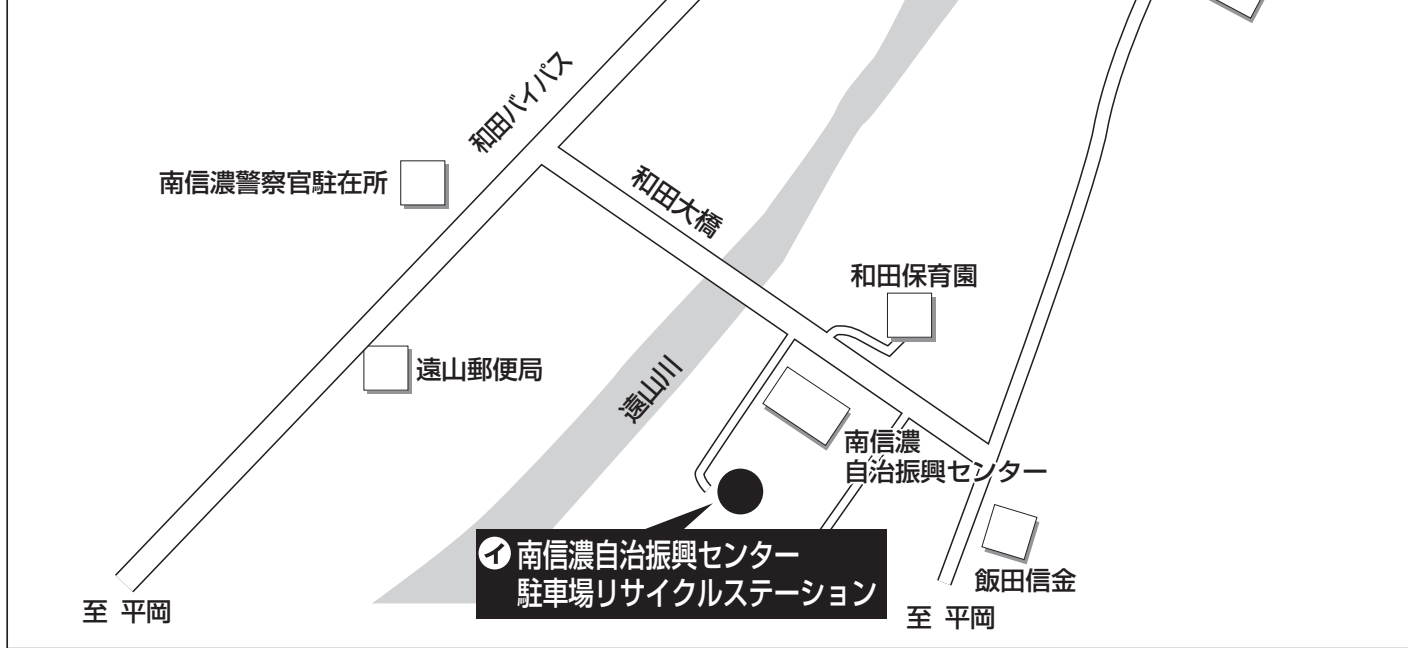 和田バイパス
南信濃警察官駐在所
和田大橋
和田保育園
遠山郵便局
遠山川
南信濃
自治振興センター
イ 南信濃自治振興センター
駐車場リサイクルステーション
飯田信金
至 平岡
至 平岡